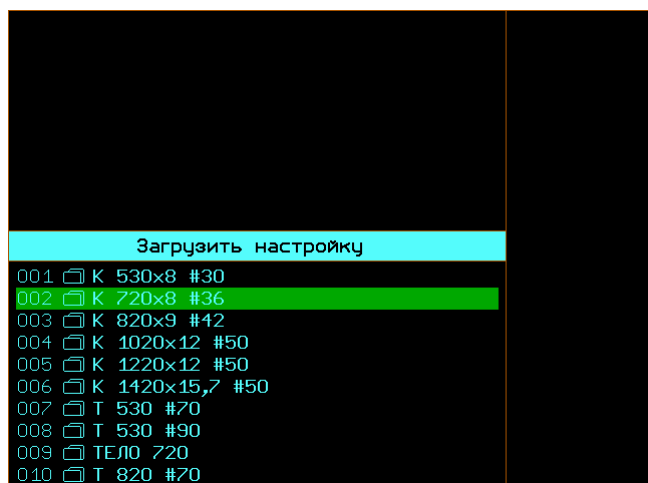 Загрузить настройку
001 К 530x8 #30
002 К 720x8 #36
003 К 820x9 #42
004 К 1020x12 #50
005 К 1220x12 #50
006 К 1420x15,7 #50
007 Т 530 #70
008 Т 530 #90
009 ТЕЛО 720
010 Т 820 #70